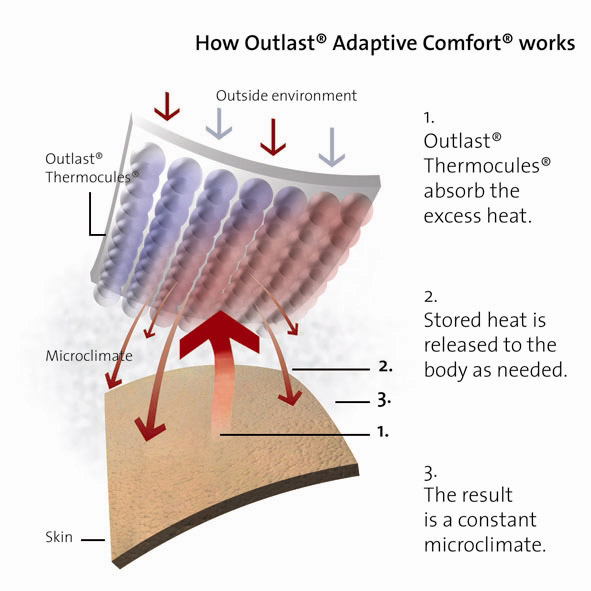 How Outlast® Adaptive Comfort® works
Outside environment
Outlast®
Thermocules®
Microclimate
Skin
2.
3.
1.
1.
Outlast®
Thermocules®
absorb the
excess heat.
2.
Stored heat is
released to the
body as needed.
3.
The result
is a constant
microclimate.